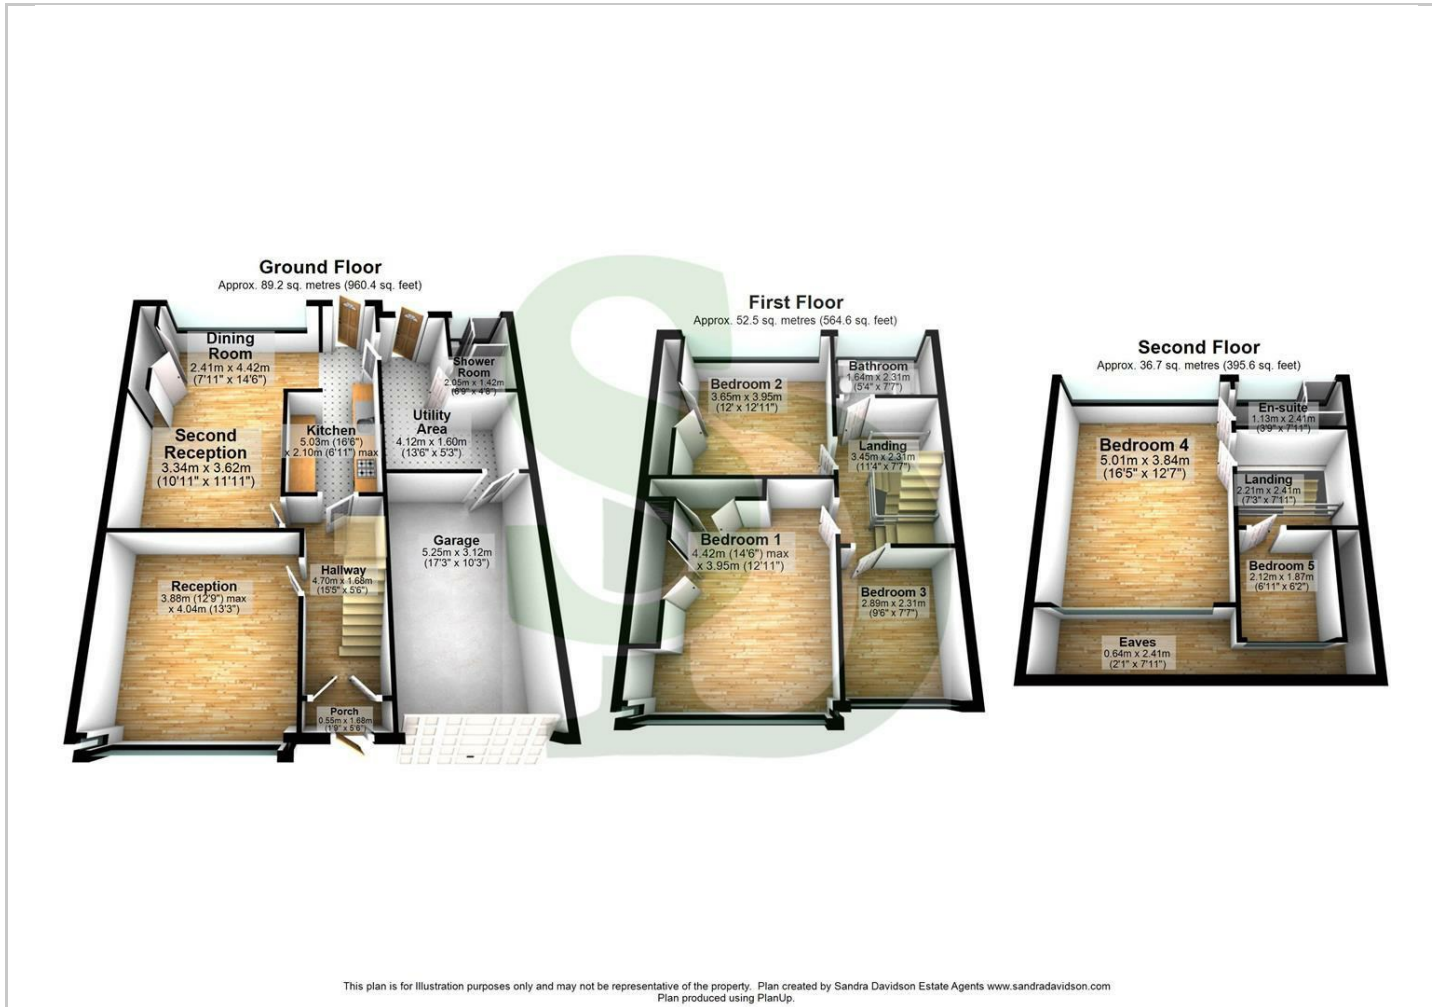 Ground Floor
Approx. 89.2 sq. metres (960.4 sq. feet)
Dining
Room
2.41m x 4.42m
(7'11" x 14'6")
Shower
Room
2.05m x 1.42m
(6'9" x 4'8")
Kitchen
5.03m (16'6")
x 2.10m (6'11") max
Utility
Area
4.12m x 1.60m
(13'6" x 5'3")
Second
Reception
3.34m x 3.62m
(10'11" x 11'11")
Garage
5.25m x 3.12m
(17'3" x 10'3")
Hallway
4.70m x 1.68m
(15'5" x 5'6")
Reception
3.88m (12'9") max
x 4.04m (13'3")
Porch
0.55m x 1.68m
(1'9" x 5'6")
First Floor
Approx. 52.5 sq. metres (564.6 sq. feet)
Bedroom 2
3.65m x 3.95m
(12' x 12'11")
Bathroom
1.64m x 2.31m
(5'4" x 7'7")
Landing
3.45m x 2.31m
(11'4" x 7'7")
Bedroom 1
4.42m (14'6") max
x 3.95m (12'11")
Bedroom 3
2.89m x 2.31m
(9'6" x 7'7")
Second Floor
Approx. 36.7 sq. metres (395.6 sq. feet)
En-suite
1.13m x 2.41m
(3'9" x 7'11")
Bedroom 4
5.01m x 3.84m
(16'5" x 12'7")
Landing
2.21m x 2.41m
(7'3" x 7'11")
Bedroom 5
2.12m x 1.87m
(6'11" x 6'2")
Eaves
0.64m x 2.41m
(2'1" x 7'11")
This plan is for Illustration purposes only and may not be representative of the property. Plan created by Sandra Davidson Estate Agents www.sandradavidson.com
Plan produced using PlanUp.